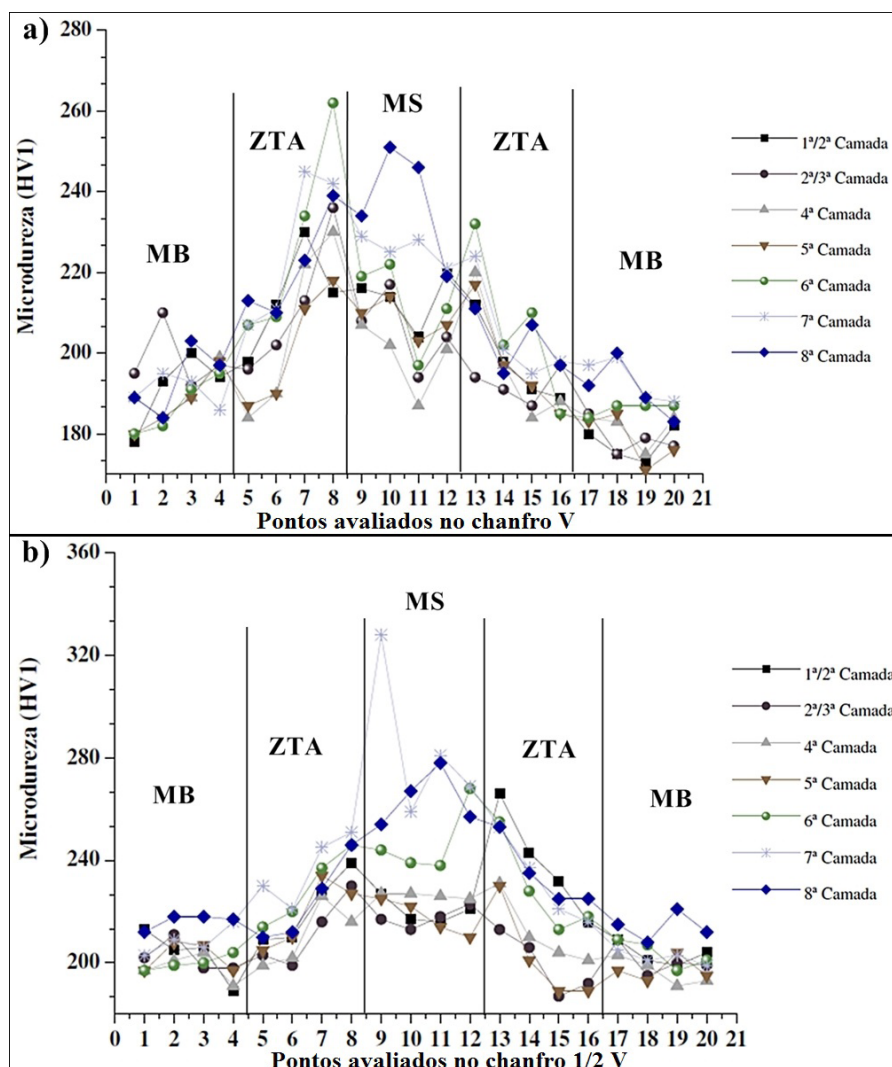 a)
280
260
240
220
200
180
Microdureza (HV1)
MB
ZTA
MS
ZTA
MB
1ª/2ª Camada
2ª/3ª Camada
4ª Camada
5ª Camada
6ª Camada
7ª Camada
8ª Camada
1 2 3 4 5 6 7 8 9 10 11 12 13 14 15 16 17 18 19 20 21
Pontos avaliados no chanfro V
b)
360
320
280
240
200
Microdureza (HV1)
MB
ZTA
MS
ZTA
MB
1ª/2ª Camada
2ª/3ª Camada
4ª Camada
5ª Camada
6ª Camada
7ª Camada
8ª Camada
0 1 2 3 4 5 6 7 8 9 10 11 12 13 14 15 16 17 18 19 20 21
Pontos avaliados no chanfro 1/2 V